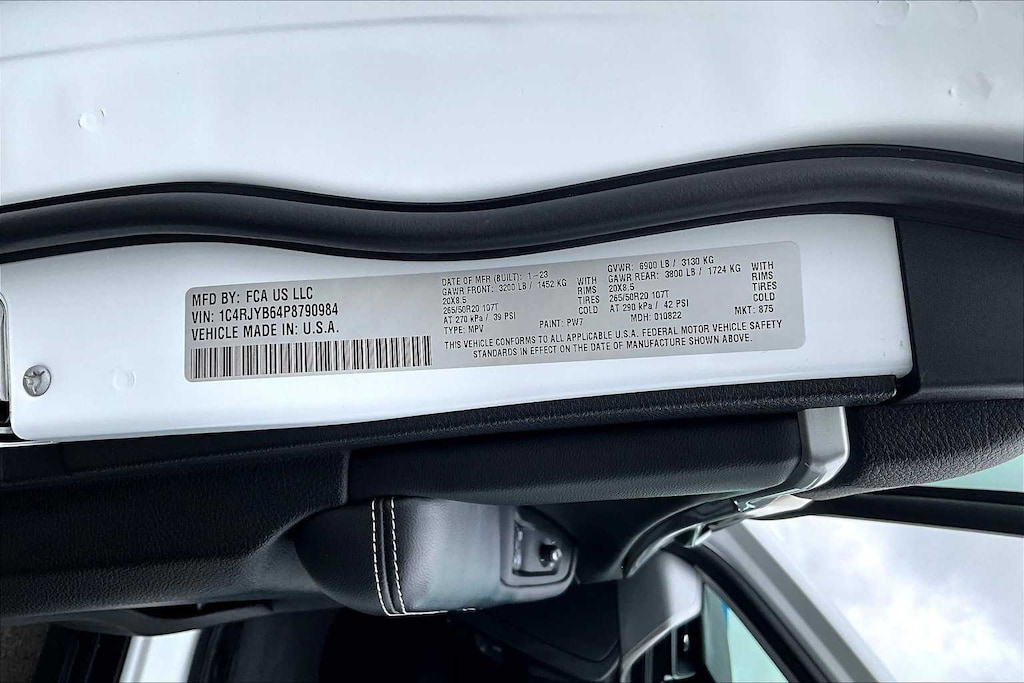 MFD BY: FCA US LLC
VIN: 1C4RJYB64P8790984
VEHICLE MADE IN U.S.A.
DATE OF MFR (BUILT): 1-23
GAWR FRONT: 3200 LB / 1452 KG WITH
20X8.5 RIMS
265/50R20 107T TIRES
AT 270 kPa / 39 PSI COLD
TYPE: MPV PAINT: PW7
GVWR: 6900 LB / 3130 KG
GAWR REAR: 3800 LB / 1724 KG WITH
20X8.5 RIMS
265/50R20 107T TIRES
AT 290 kPa / 42 PSI COLD
MDH: 010822 MKT: 875
THIS VEHICLE CONFORMS TO ALL APPLICABLE U.S.A. FEDERAL MOTOR VEHICLE SAFETY
STANDARDS IN EFFECT ON THE DATE OF MANUFACTURE SHOWN ABOVE.